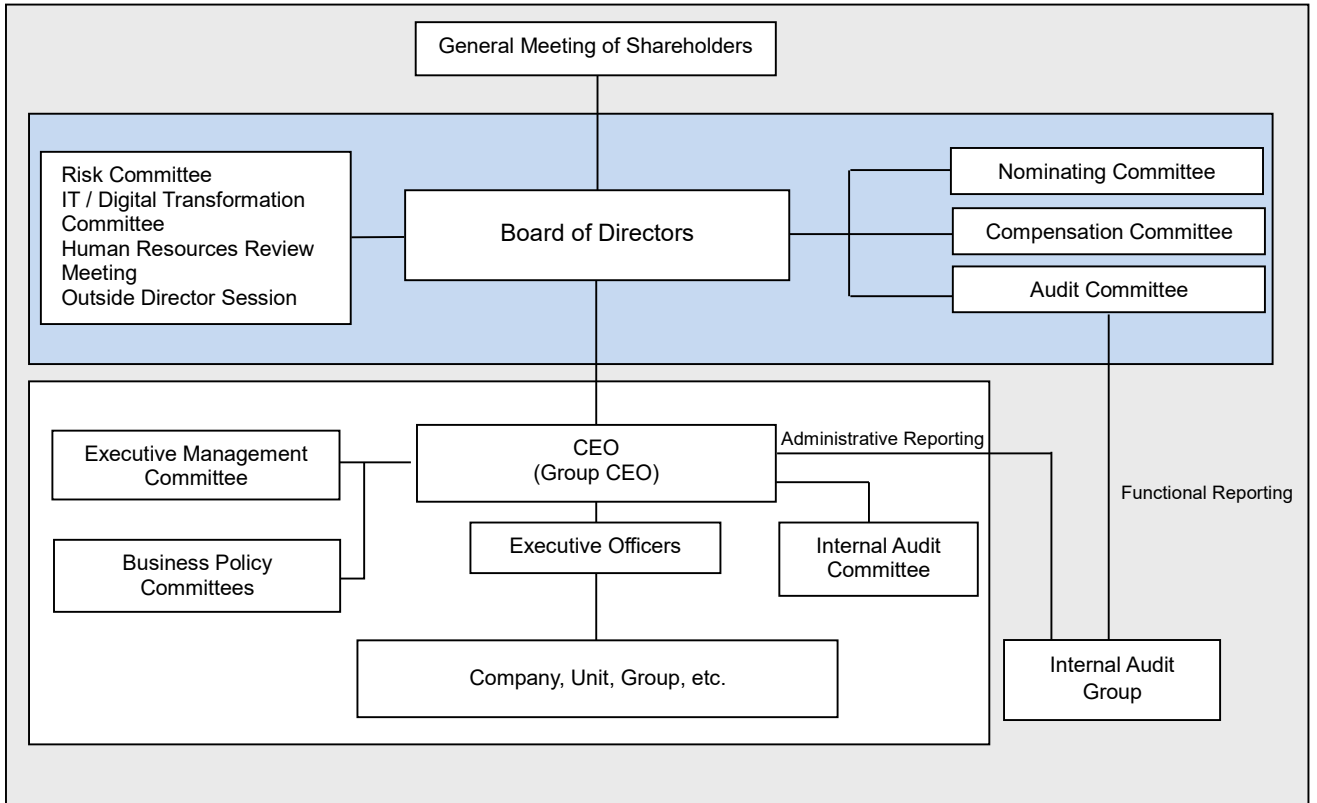 General Meeting of Shareholders
Risk Committee
IT / Digital Transformation
Committee
Human Resources Review
Meeting
Outside Director Session
Board of Directors
Nominating Committee
Compensation Committee
Audit Committee
Executive Management
Committee
Business Policy
Committees
CEO
(Group CEO)
Administrative Reporting
Functional Reporting
Executive Officers
Internal Audit
Committee
Company, Unit, Group, etc.
Internal Audit
Group